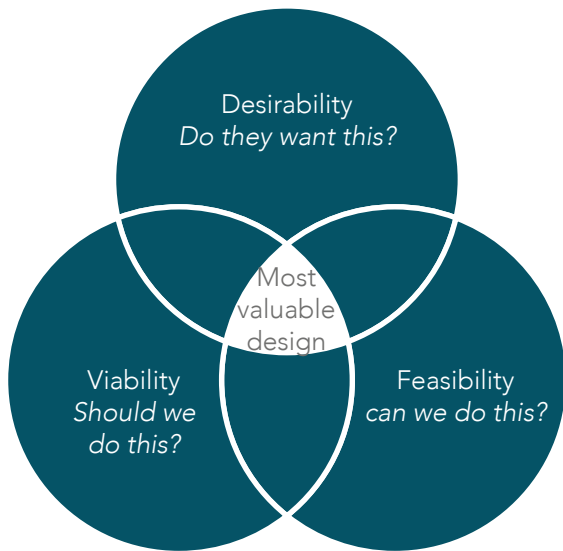 Desirability
Do they want this?
Most
valuable
design
Viability
Should we
do this?
Feasibility
can we do this?